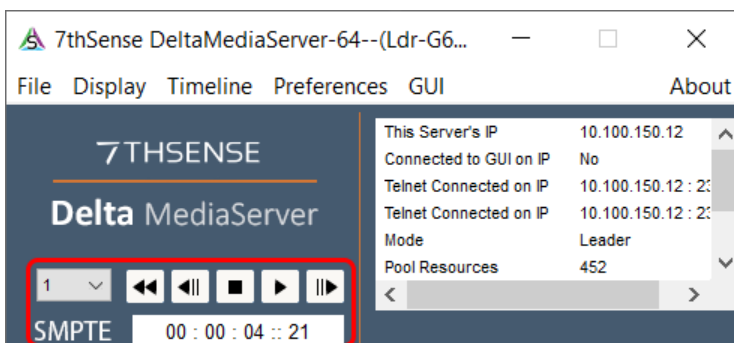 7thSense DeltaMediaServer-64--(Ldr-G6...
File Display Timeline Preferences GUI About
7THSENSE
Delta MediaServer
This Server's IP 10.100.150.12
Connected to GUI on IP No
Telnet Connected on IP 10.100.150.12 : 23
Telnet Connected on IP 10.100.150.12 : 23
Mode Leader
Pool Resources 452
1
SMPTE 00 : 00 : 04 :: 21